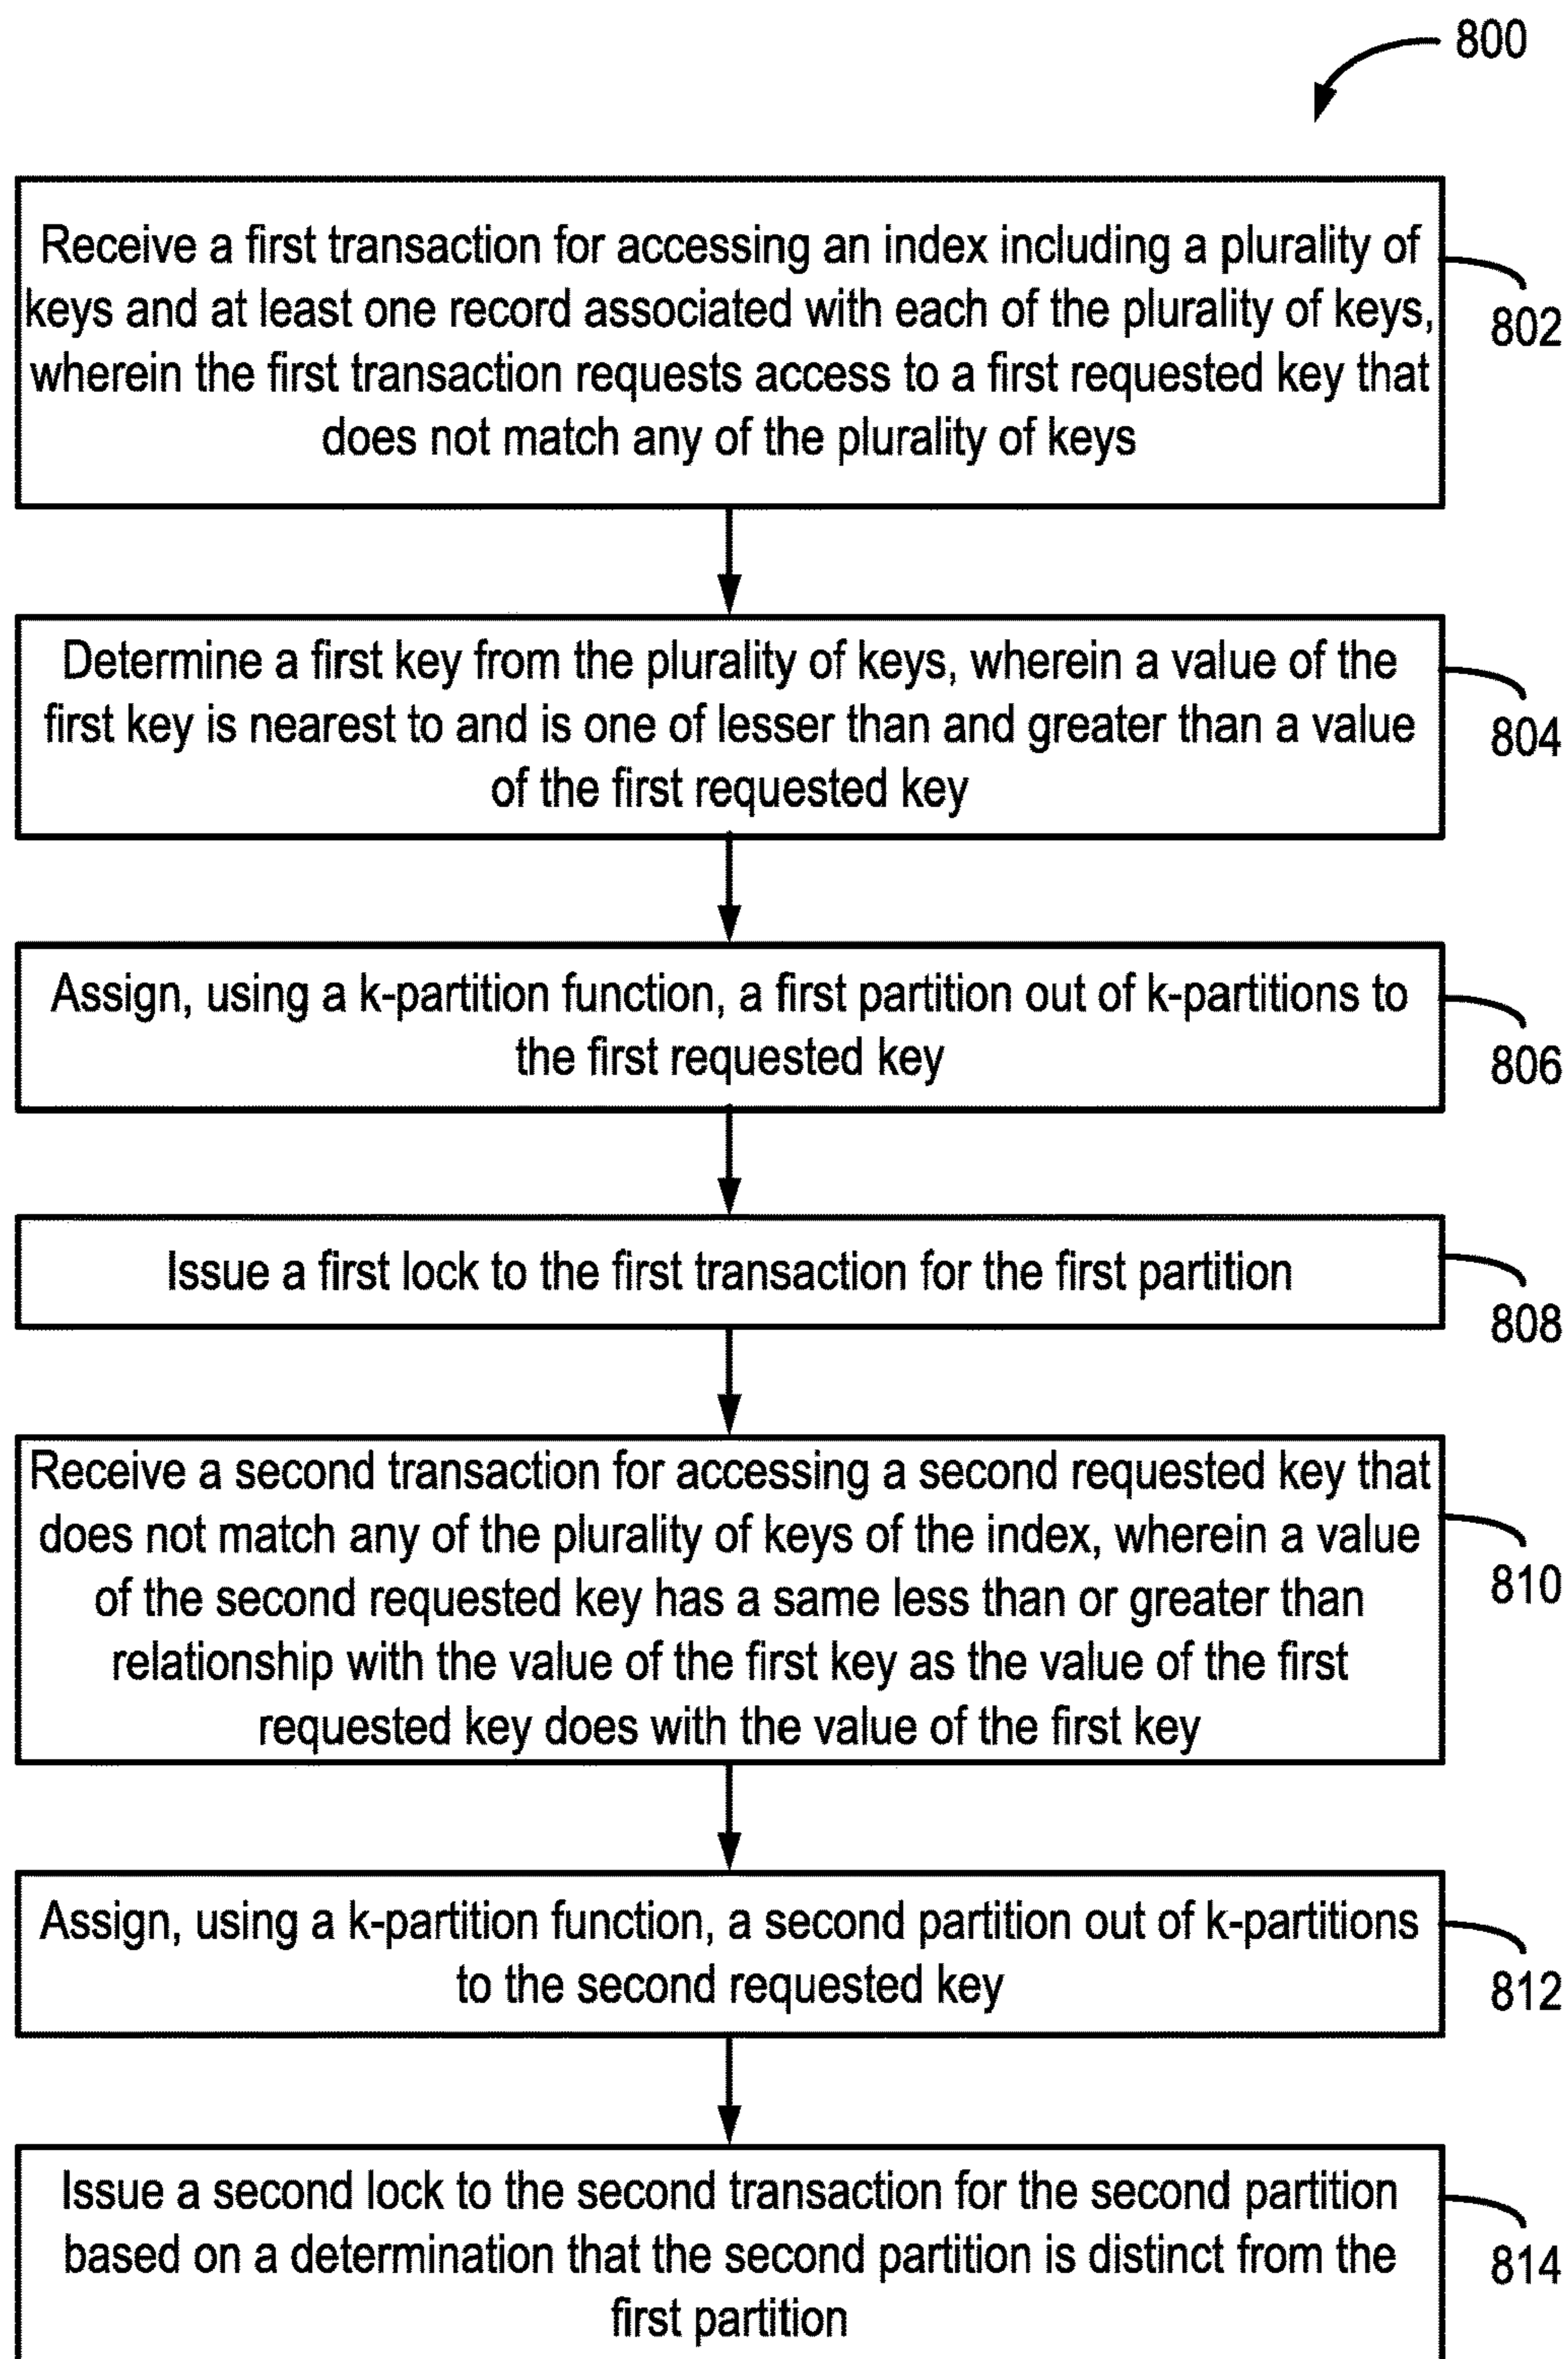 800
Receive a first transaction for accessing an index including a plurality of
keys and at least one record associated with each of the plurality of keys,
wherein the first transaction requests access to a first requested key that
does not match any of the plurality of keys
802
Determine a first key from the plurality of keys, wherein a value of the
first key is nearest to and is one of lesser than and greater than a value
of the first requested key
804
Assign, using a k-partition function, a first partition out of k-partitions to
the first requested key
806
Issue a first lock to the first transaction for the first partition
808
Receive a second transaction for accessing a second requested key that
does not match any of the plurality of keys of the index, wherein a value
of the second requested key has a same less than or greater than
relationship with the value of the first key as the value of the first
requested key does with the value of the first key
810
Assign, using a k-partition function, a second partition out of k-partitions
to the second requested key
812
Issue a second lock to the second transaction for the second partition
based on a determination that the second partition is distinct from the
first partition
814